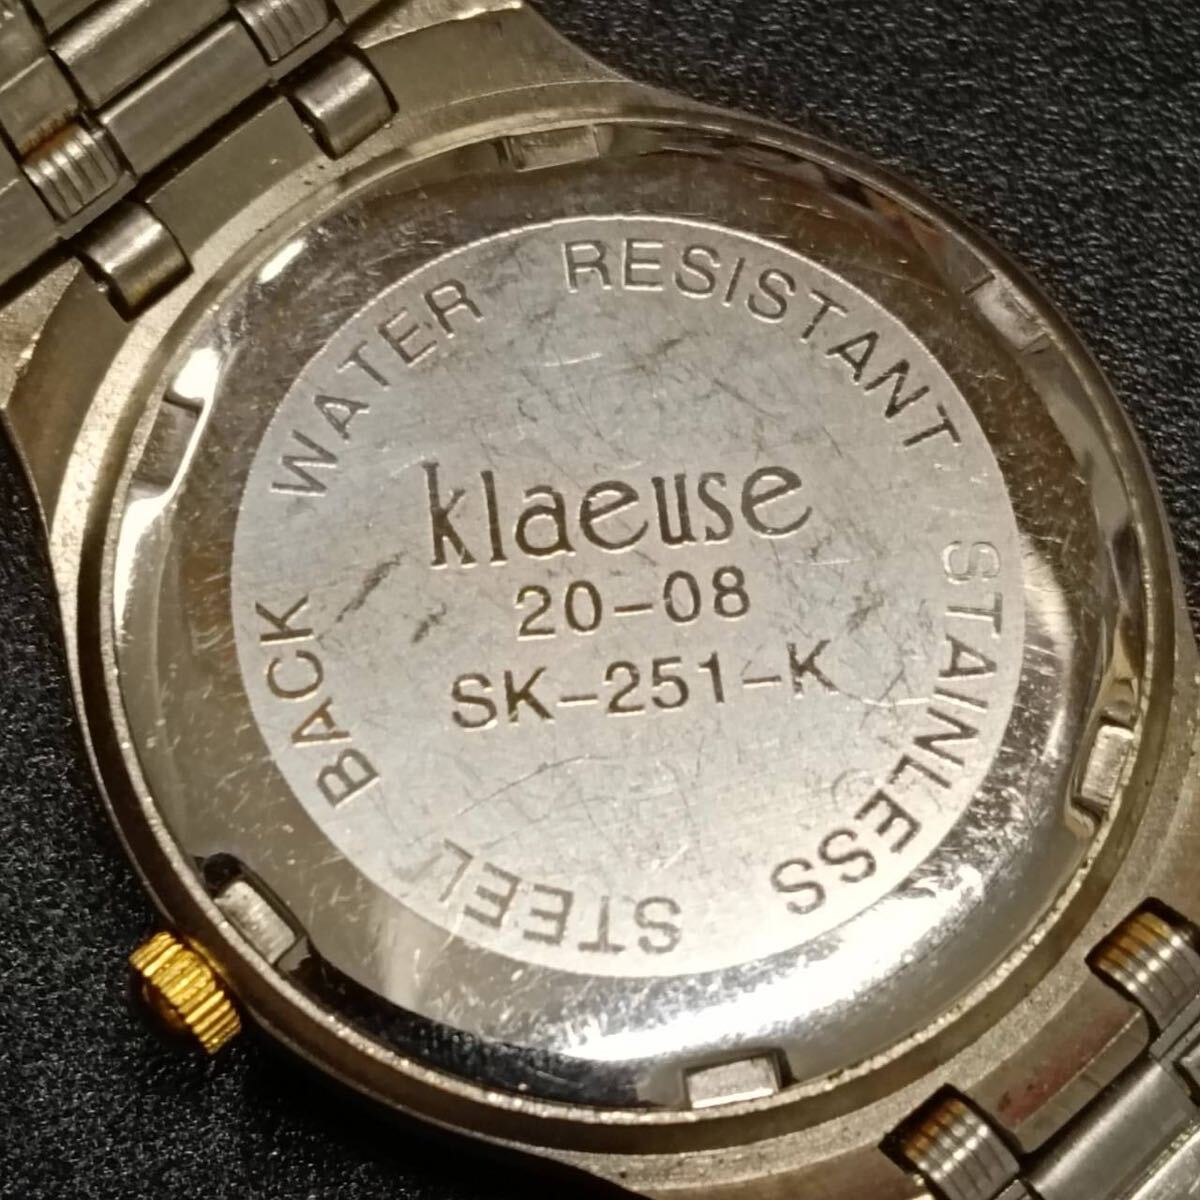 WATER RESISTANT STAINLESS STEEL BACK
klaeuse
20-08
SK-251-K